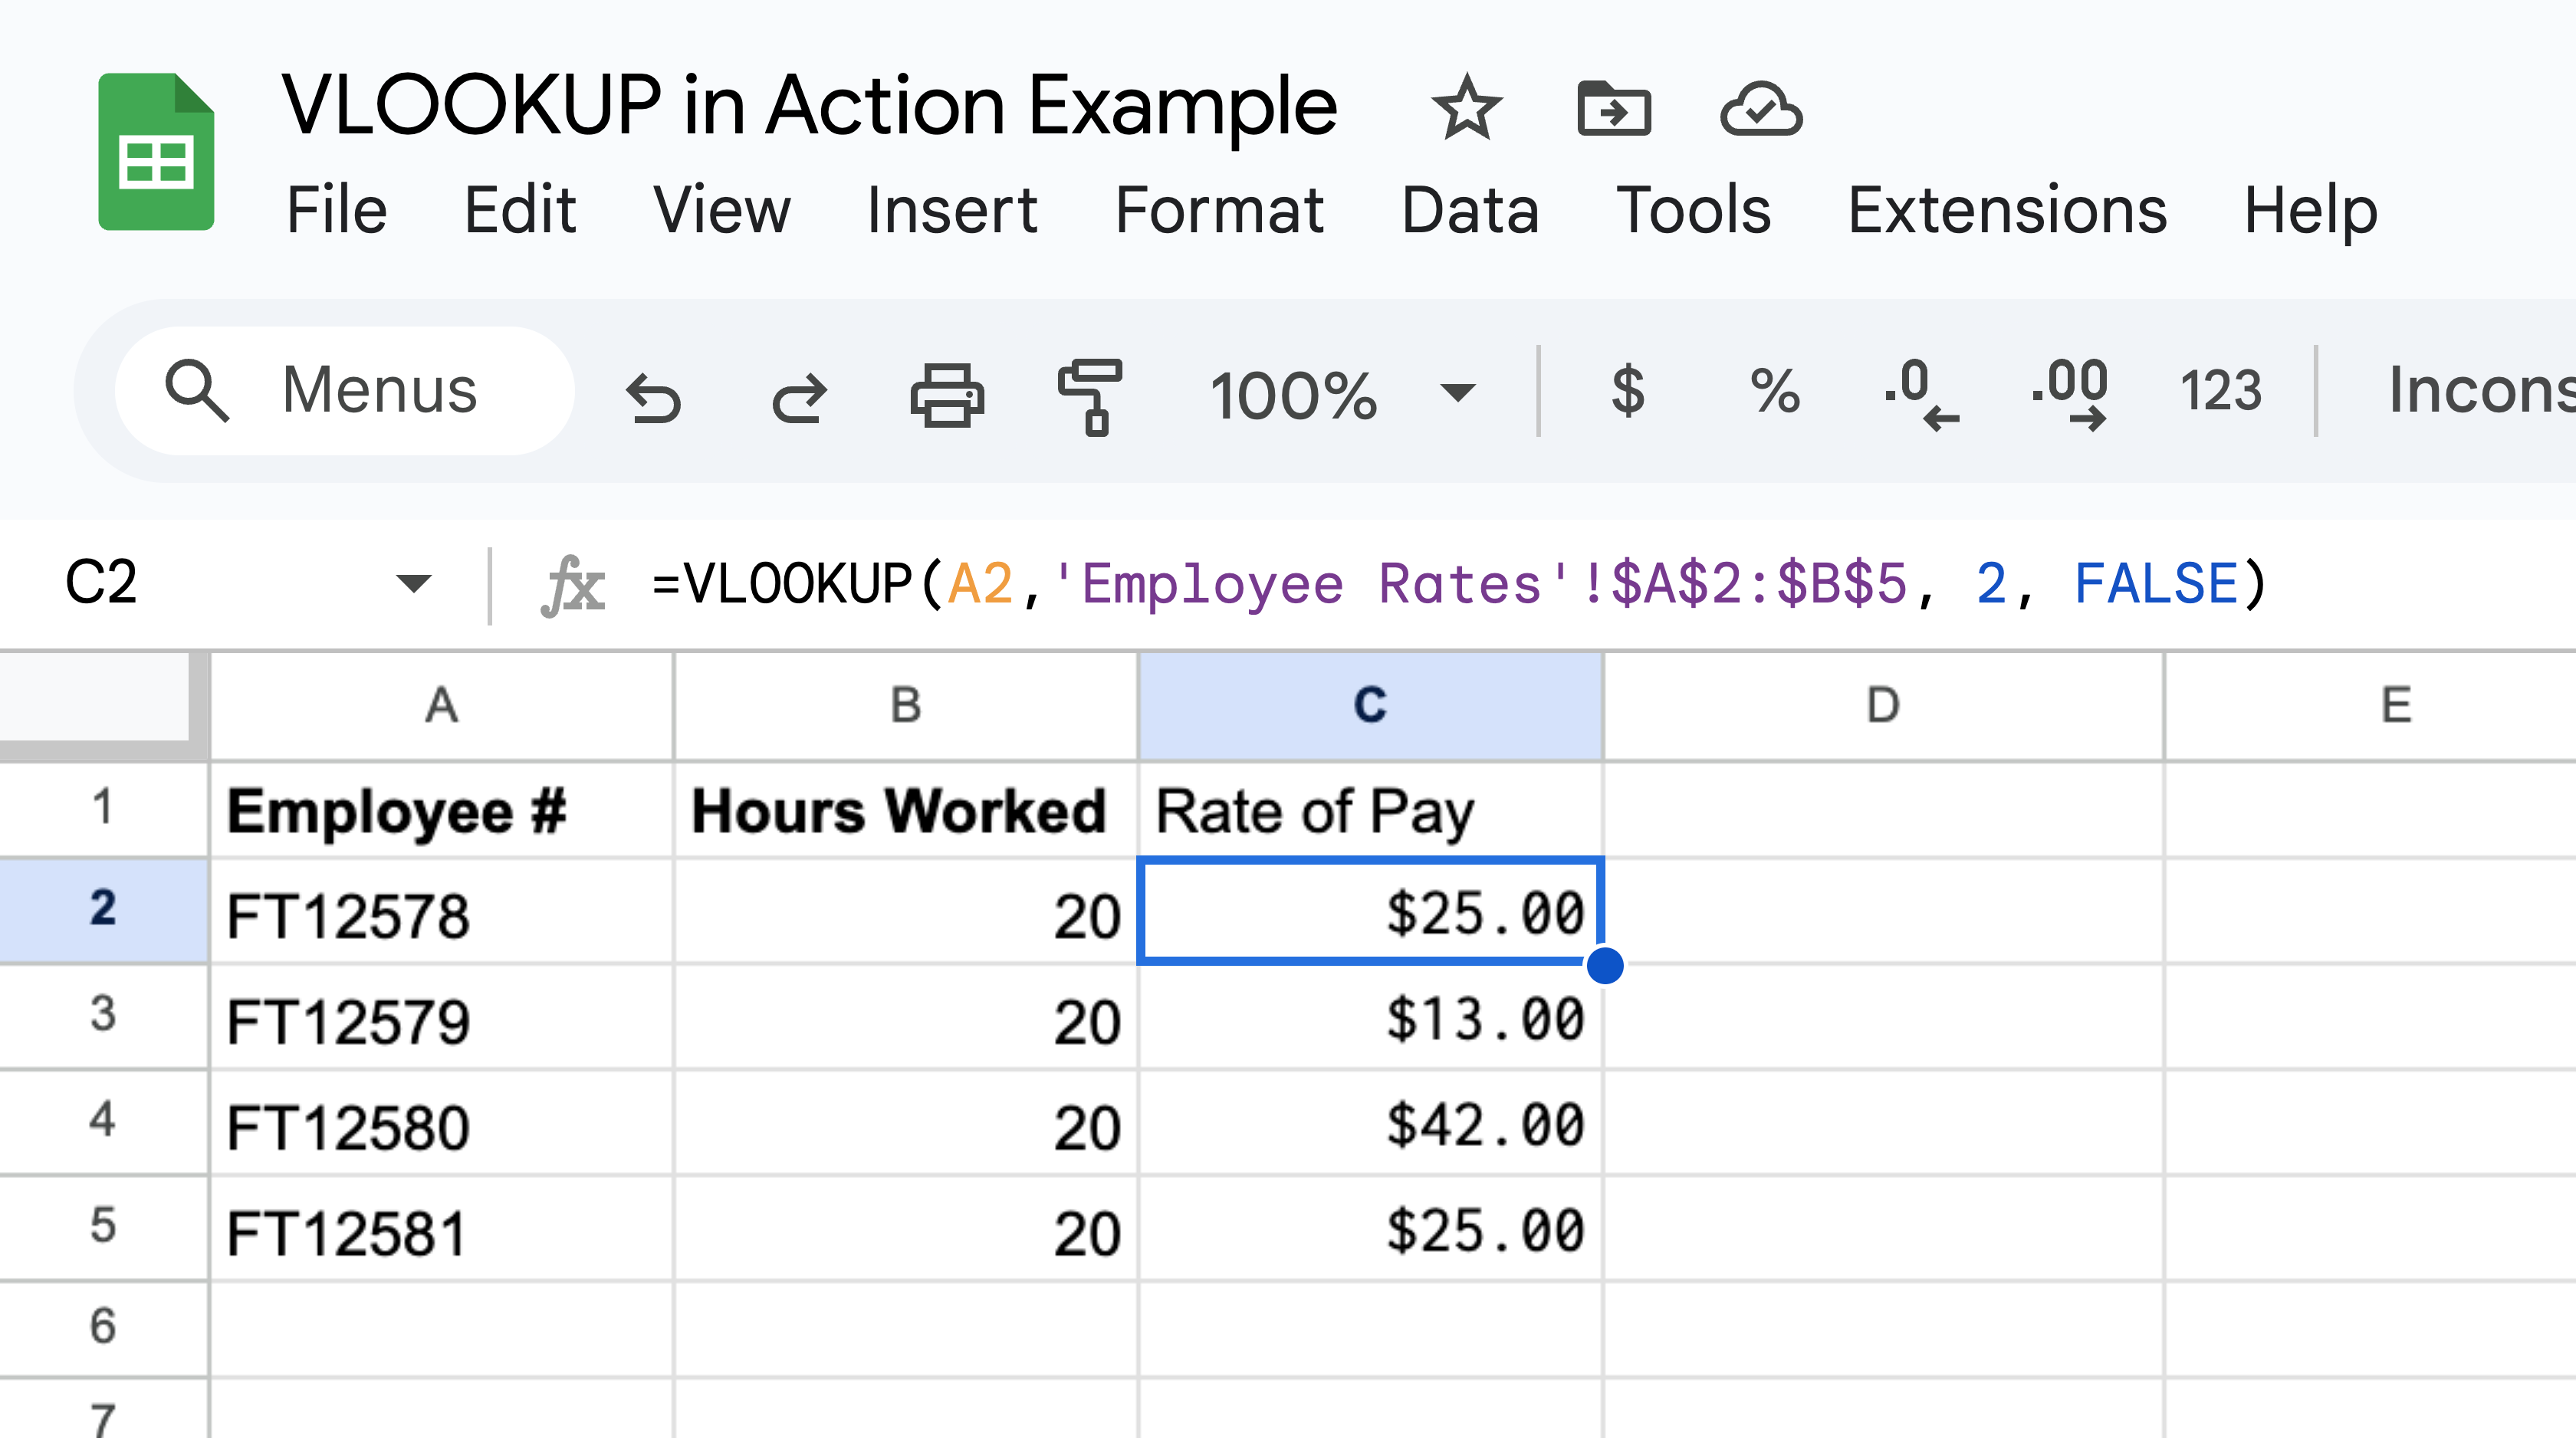 VLOOKUP in Action Example
File Edit View Insert Format Data Tools Extensions Help
Menus 100% $ % .0 .00 123 Incons
C2 fx =VLOOKUP(A2,'Employee Rates'!$A$2:$B$5, 2, FALSE)
A B C D E
1 Employee # Hours Worked Rate of Pay
2 FT12578 20 $25.00
3 FT12579 20 $13.00
4 FT12580 20 $42.00
5 FT12581 20 $25.00
6
7